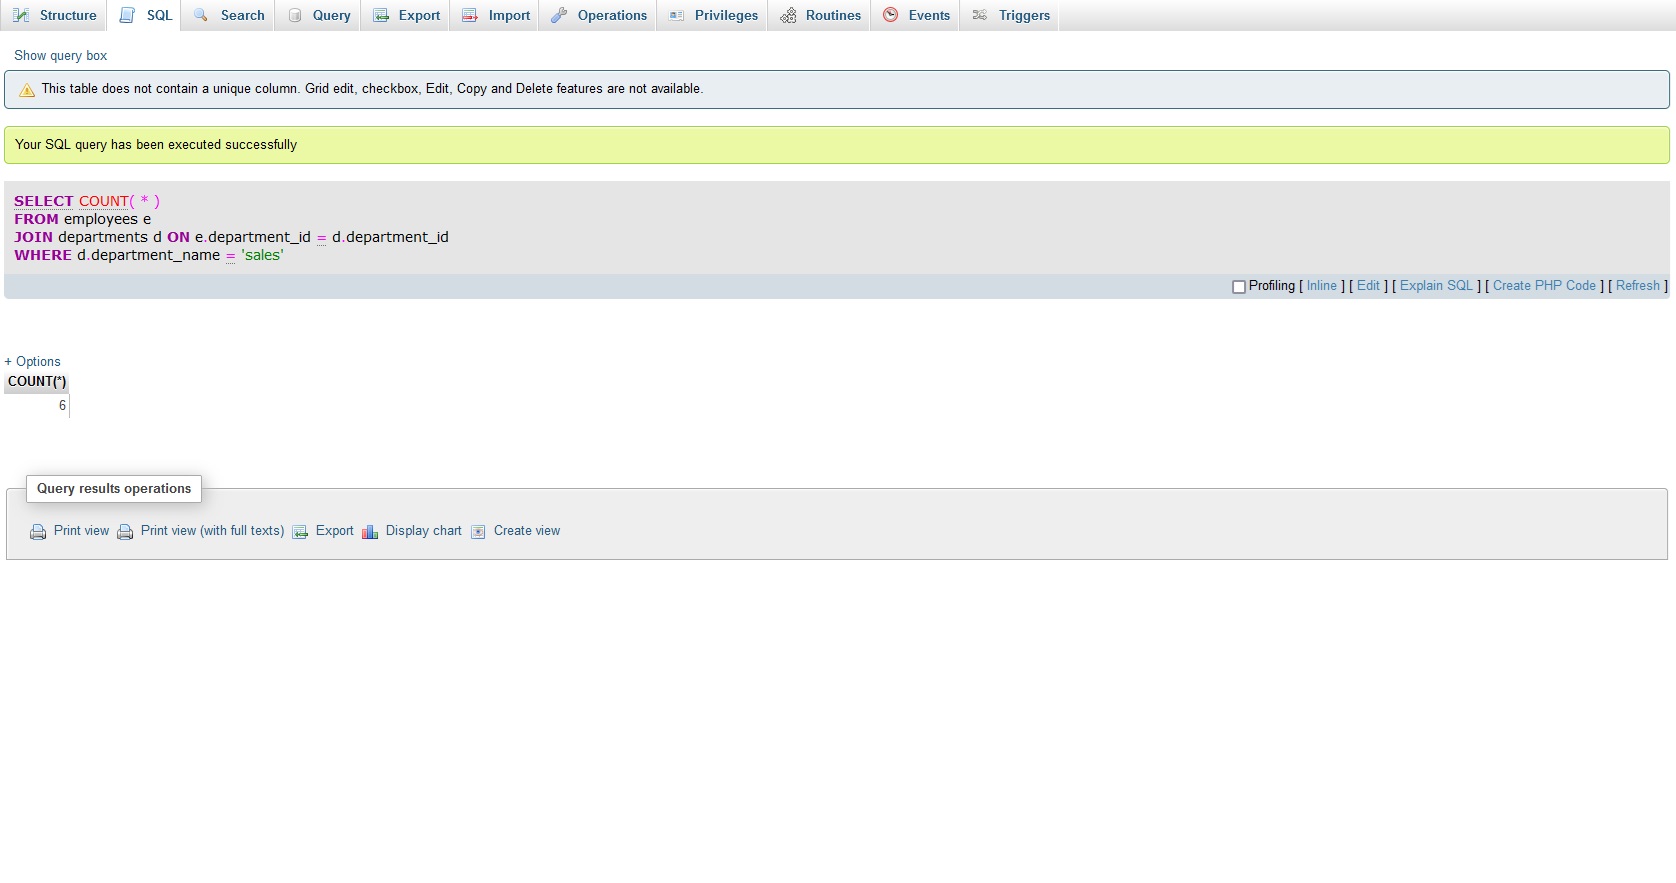 Structure SQL Search Query Export Import Operations Privileges Routines Events Triggers
Show query box
This table does not contain a unique column. Grid edit, checkbox, Edit, Copy and Delete features are not available.
Your SQL query has been executed successfully
SELECT COUNT( * )
FROM employees e
JOIN departments d ON e.department_id = d.department_id
WHERE d.department_name = 'sales'
Profiling [ Inline ] [ Edit ] [ Explain SQL ] [ Create PHP Code ] [ Refresh ]
+ Options
COUNT(*)
6
Query results operations
Print view Print view (with full texts) Export Display chart Create view